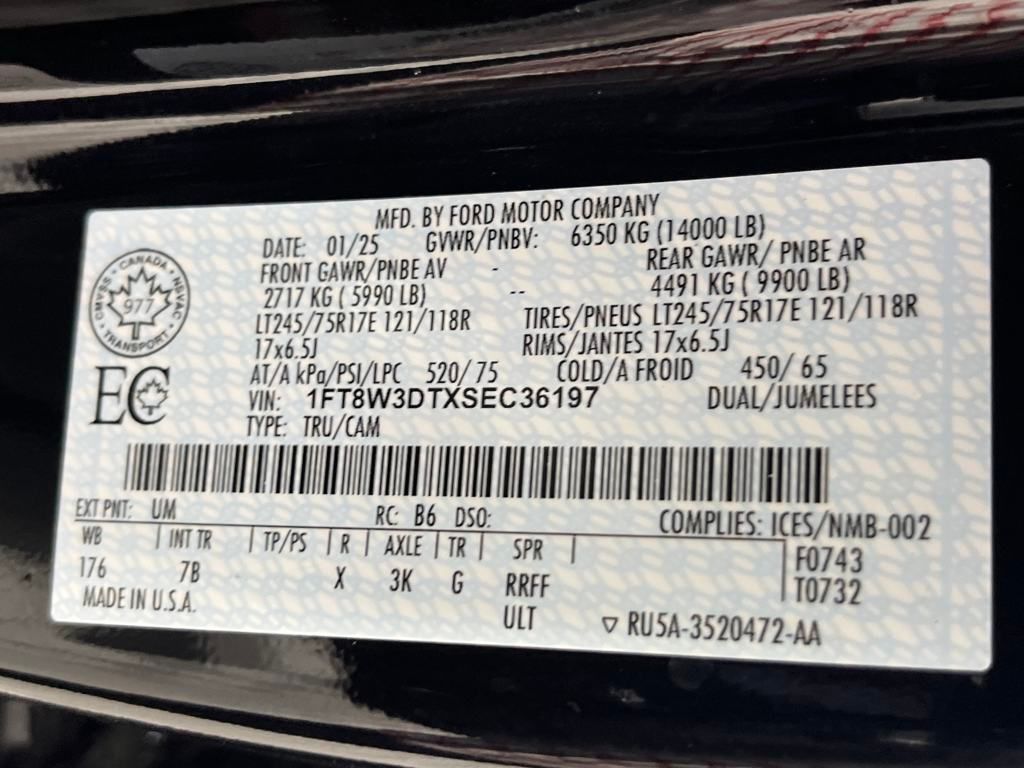 MFD. BY FORD MOTOR COMPANY
DATE: 01/25 GVWR/PNBV: 6350 KG (14000 LB)
FRONT GAWR/PNBE AV - REAR GAWR/ PNBE AR
2717 KG ( 5990 LB) -- 4491 KG ( 9900 LB)
LT245/75R17E 121/118R TIRES/PNEUS LT245/75R17E 121/118R
17x6.5J RIMS/JANTES 17x6.5J
AT/A kPa/PSI/LPC 520/ 75 COLD/A FROID 450/ 65
VIN: 1FT8W3DTXSEC36197 DUAL/JUMELEES
TYPE: TRU/CAM
CANADA
CMVSS NSVAC
977
TRANSPORT
EC
EXT PNT: UM RC: B6 DSO: COMPLIES: ICES/NMB-002
WB | INT TR | TP/PS | R | AXLE | TR | SPR | F0743
176 7B X 3K G RRFF T0732
MADE IN U.S.A. ULT ▽ RU5A-3520472-AA